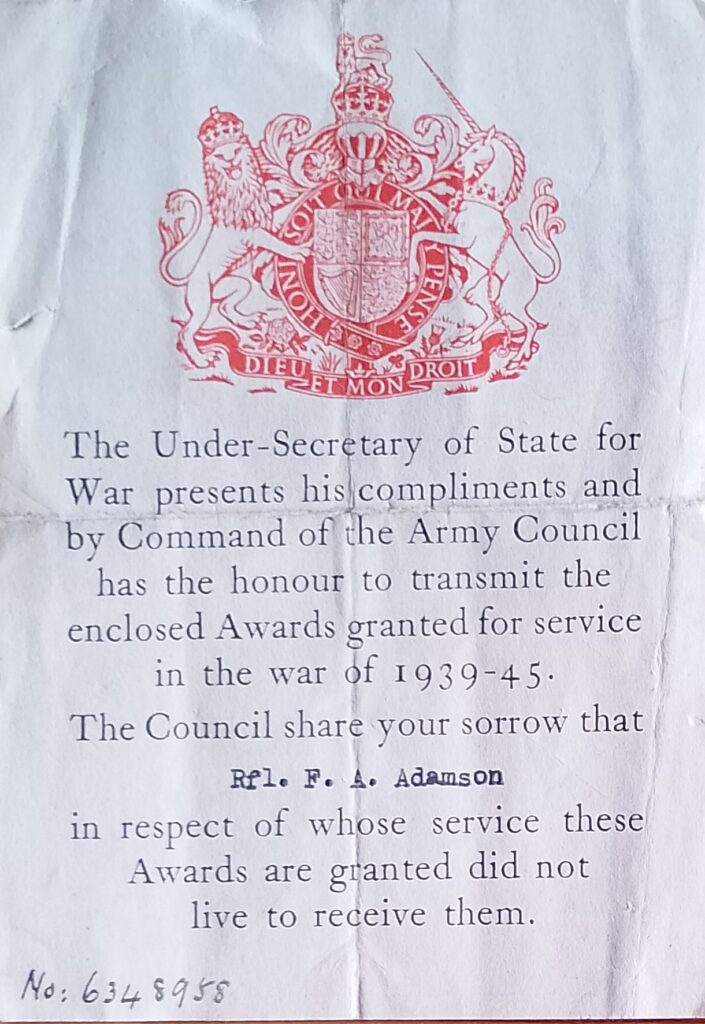 HONI SOIT QUI MAL Y PENSE
DIEU ET MON DROIT
The Under-Secretary of State for
War presents his compliments and
by Command of the Army Council
has the honour to transmit the
enclosed Awards granted for service
in the war of 1939-45.
The Council share your sorrow that
Rfl. F. A. Adamson
in respect of whose service these
Awards are granted did not
live to receive them.
No: 6348958